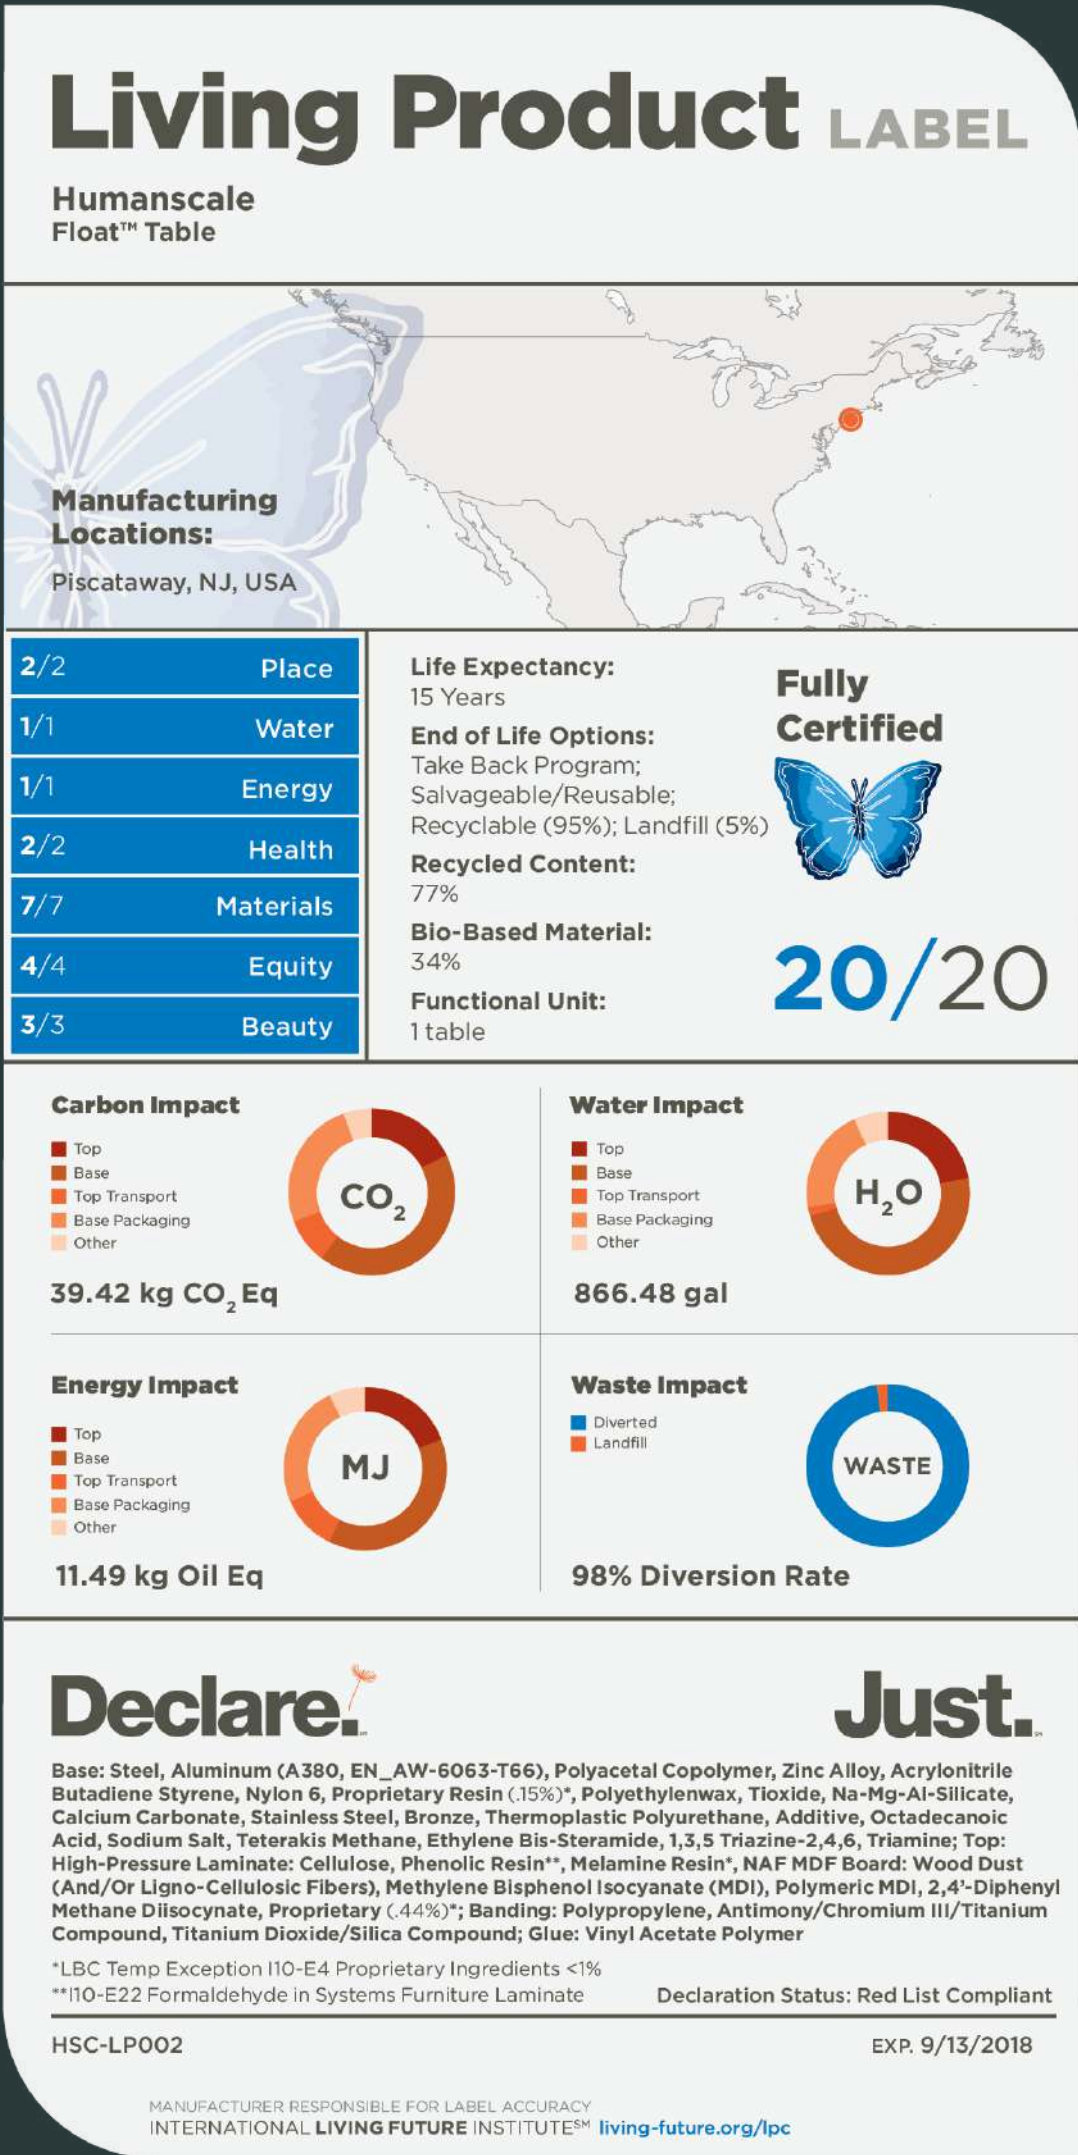 Living Product LABEL
Humanscale
Float™ Table
Manufacturing
Locations:
Piscataway, NJ, USA
2/2 Place
1/1 Water
1/1 Energy
2/2 Health
7/7 Materials
4/4 Equity
3/3 Beauty
Life Expectancy:
15 Years
End of Life Options:
Take Back Program;
Salvageable/Reusable;
Recyclable (95%); Landfill (5%)
Recycled Content:
77%
Bio-Based Material:
34%
Functional Unit:
1 table
Fully
Certified
20/20
Carbon Impact
Top
Base
Top Transport
Base Packaging
Other
CO₂
39.42 kg CO₂ Eq
Water Impact
Top
Base
Top Transport
Base Packaging
Other
H₂O
866.48 gal
Energy Impact
Top
Base
Top Transport
Base Packaging
Other
MJ
11.49 kg Oil Eq
Waste Impact
Diverted
Landfill
WASTE
98% Diversion Rate
Declare.
Just.
Base: Steel, Aluminum (A380, EN_AW-6063-T66), Polyacetal Copolymer, Zinc Alloy, Acrylonitrile
Butadiene Styrene, Nylon 6, Proprietary Resin (.15%)*, Polyethylenwax, Tioxide, Na-Mg-Al-Silicate,
Calcium Carbonate, Stainless Steel, Bronze, Thermoplastic Polyurethane, Additive, Octadecanoic
Acid, Sodium Salt, Teterakis Methane, Ethylene Bis-Steramide, 1,3,5 Triazine-2,4,6, Triamine; Top:
High-Pressure Laminate: Cellulose, Phenolic Resin**, Melamine Resin*, NAF MDF Board: Wood Dust
(And/Or Ligno-Cellulosic Fibers), Methylene Bisphenol Isocyanate (MDI), Polymeric MDI, 2,4'-Diphenyl
Methane Diisocynate, Proprietary (.44%)*; Banding: Polypropylene, Antimony/Chromium III/Titanium
Compound, Titanium Dioxide/Silica Compound; Glue: Vinyl Acetate Polymer
*LBC Temp Exception I10-E4 Proprietary Ingredients <1%
**I10-E22 Formaldehyde in Systems Furniture Laminate
Declaration Status: Red List Compliant
HSC-LP002
EXP. 9/13/2018
MANUFACTURER RESPONSIBLE FOR LABEL ACCURACY
INTERNATIONAL LIVING FUTURE INSTITUTE℠ living-future.org/lpc